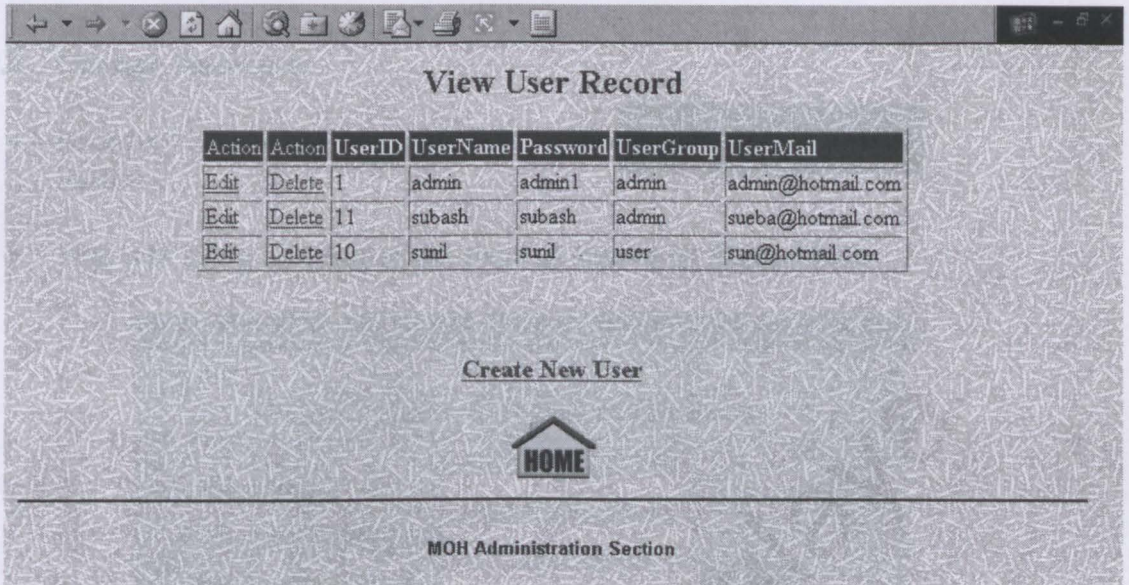 View User Record
Action Action UserID UserName Password UserGroup UserMail
Edit Delete 1 admin admin1 admin admin@hotmail.com
Edit Delete 11 subash subash admin sueba@hotmail.com
Edit Delete 10 sunil sunil user sun@hotmail.com
Create New User
HOME
MOH Administration Section